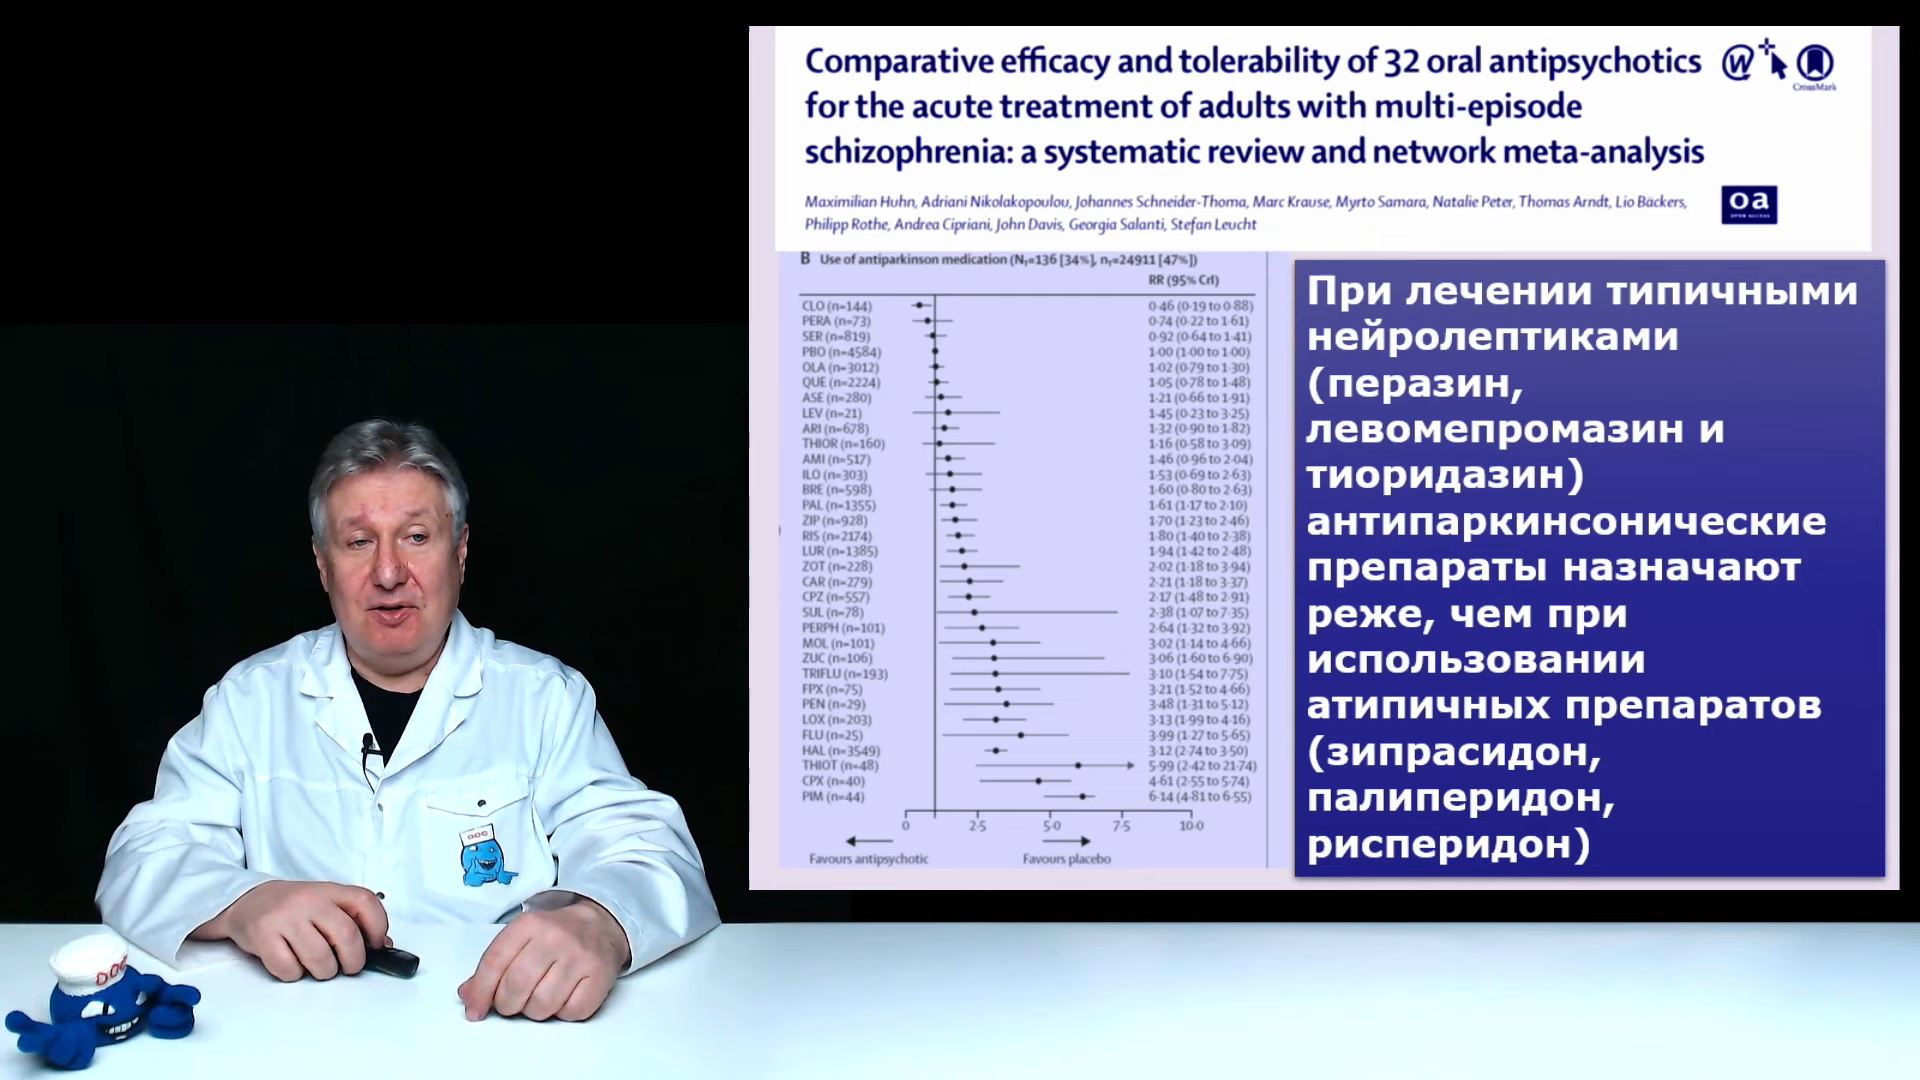 Comparative efficacy and tolerability of 32 oral antipsychotics
for the acute treatment of adults with multi-episode
schizophrenia: a systematic review and network meta-analysis
CrossMark
Maximilian Huhn, Adriani Nikolakopoulou, Johannes Schneider-Thoma, Marc Krause, Myrto Samara, Natalie Peter, Thomas Arndt, Lio Bäckers,
Philipp Rothe, Andrea Cipriani, John Davis, Georgia Salanti, Stefan Leucht
oa
OPEN ACCESS
B Use of antiparkinson medication (Nₜ=136 [34%], nₜ=24911 [47%])
RR (95% CrI)
CLO (n=144) 0·46 (0·19 to 0·88)
PERA (n=73) 0·74 (0·22 to 1·61)
SER (n=819) 0·92 (0·64 to 1·41)
PBO (n=4584) 1·00 (1·00 to 1·00)
OLA (n=3012) 1·02 (0·79 to 1·30)
QUE (n=2224) 1·05 (0·78 to 1·48)
ASE (n=280) 1·21 (0·66 to 1·91)
LEV (n=21) 1·45 (0·23 to 3·25)
ARI (n=678) 1·32 (0·90 to 1·82)
THIOR (n=160) 1·16 (0·58 to 3·09)
AMI (n=517) 1·46 (0·96 to 2·04)
ILO (n=303) 1·53 (0·69 to 2·63)
BRE (n=598) 1·60 (0·80 to 2·63)
PAL (n=1355) 1·61 (1·17 to 2·10)
ZIP (n=928) 1·70 (1·23 to 2·46)
RIS (n=2174) 1·80 (1·40 to 2·38)
LUR (n=1385) 1·94 (1·42 to 2·48)
ZOT (n=228) 2·02 (1·18 to 3·94)
CAR (n=279) 2·21 (1·18 to 3·37)
CPZ (n=557) 2·17 (1·48 to 2·91)
SUL (n=78) 2·38 (1·07 to 7·35)
PERPH (n=101) 2·64 (1·32 to 3·92)
MOL (n=101) 3·02 (1·14 to 4·66)
ZUC (n=106) 3·06 (1·60 to 6·90)
TRIFLU (n=193) 3·10 (1·54 to 7·75)
FPX (n=75) 3·21 (1·52 to 4·66)
PEN (n=29) 3·48 (1·31 to 5·12)
LOX (n=203) 3·13 (1·99 to 4·16)
FLU (n=25) 3·99 (1·27 to 5·65)
HAL (n=3549) 3·12 (2·74 to 3·50)
THIOT (n=48) 5·99 (2·42 to 21·74)
CPX (n=40) 4·61 (2·55 to 5·74)
PIM (n=44) 6·14 (4·81 to 6·55)
0 2·5 5·0 7·5 10·0
Favours antipsychotic Favours placebo
При лечении типичными
нейролептиками
(перазин,
левомепромазин и
тиоридазин)
антипаркинсонические
препараты назначают
реже, чем при
использовании
атипичных препаратов
(зипрасидон,
палиперидон,
рисперидон)
DOC
DOC